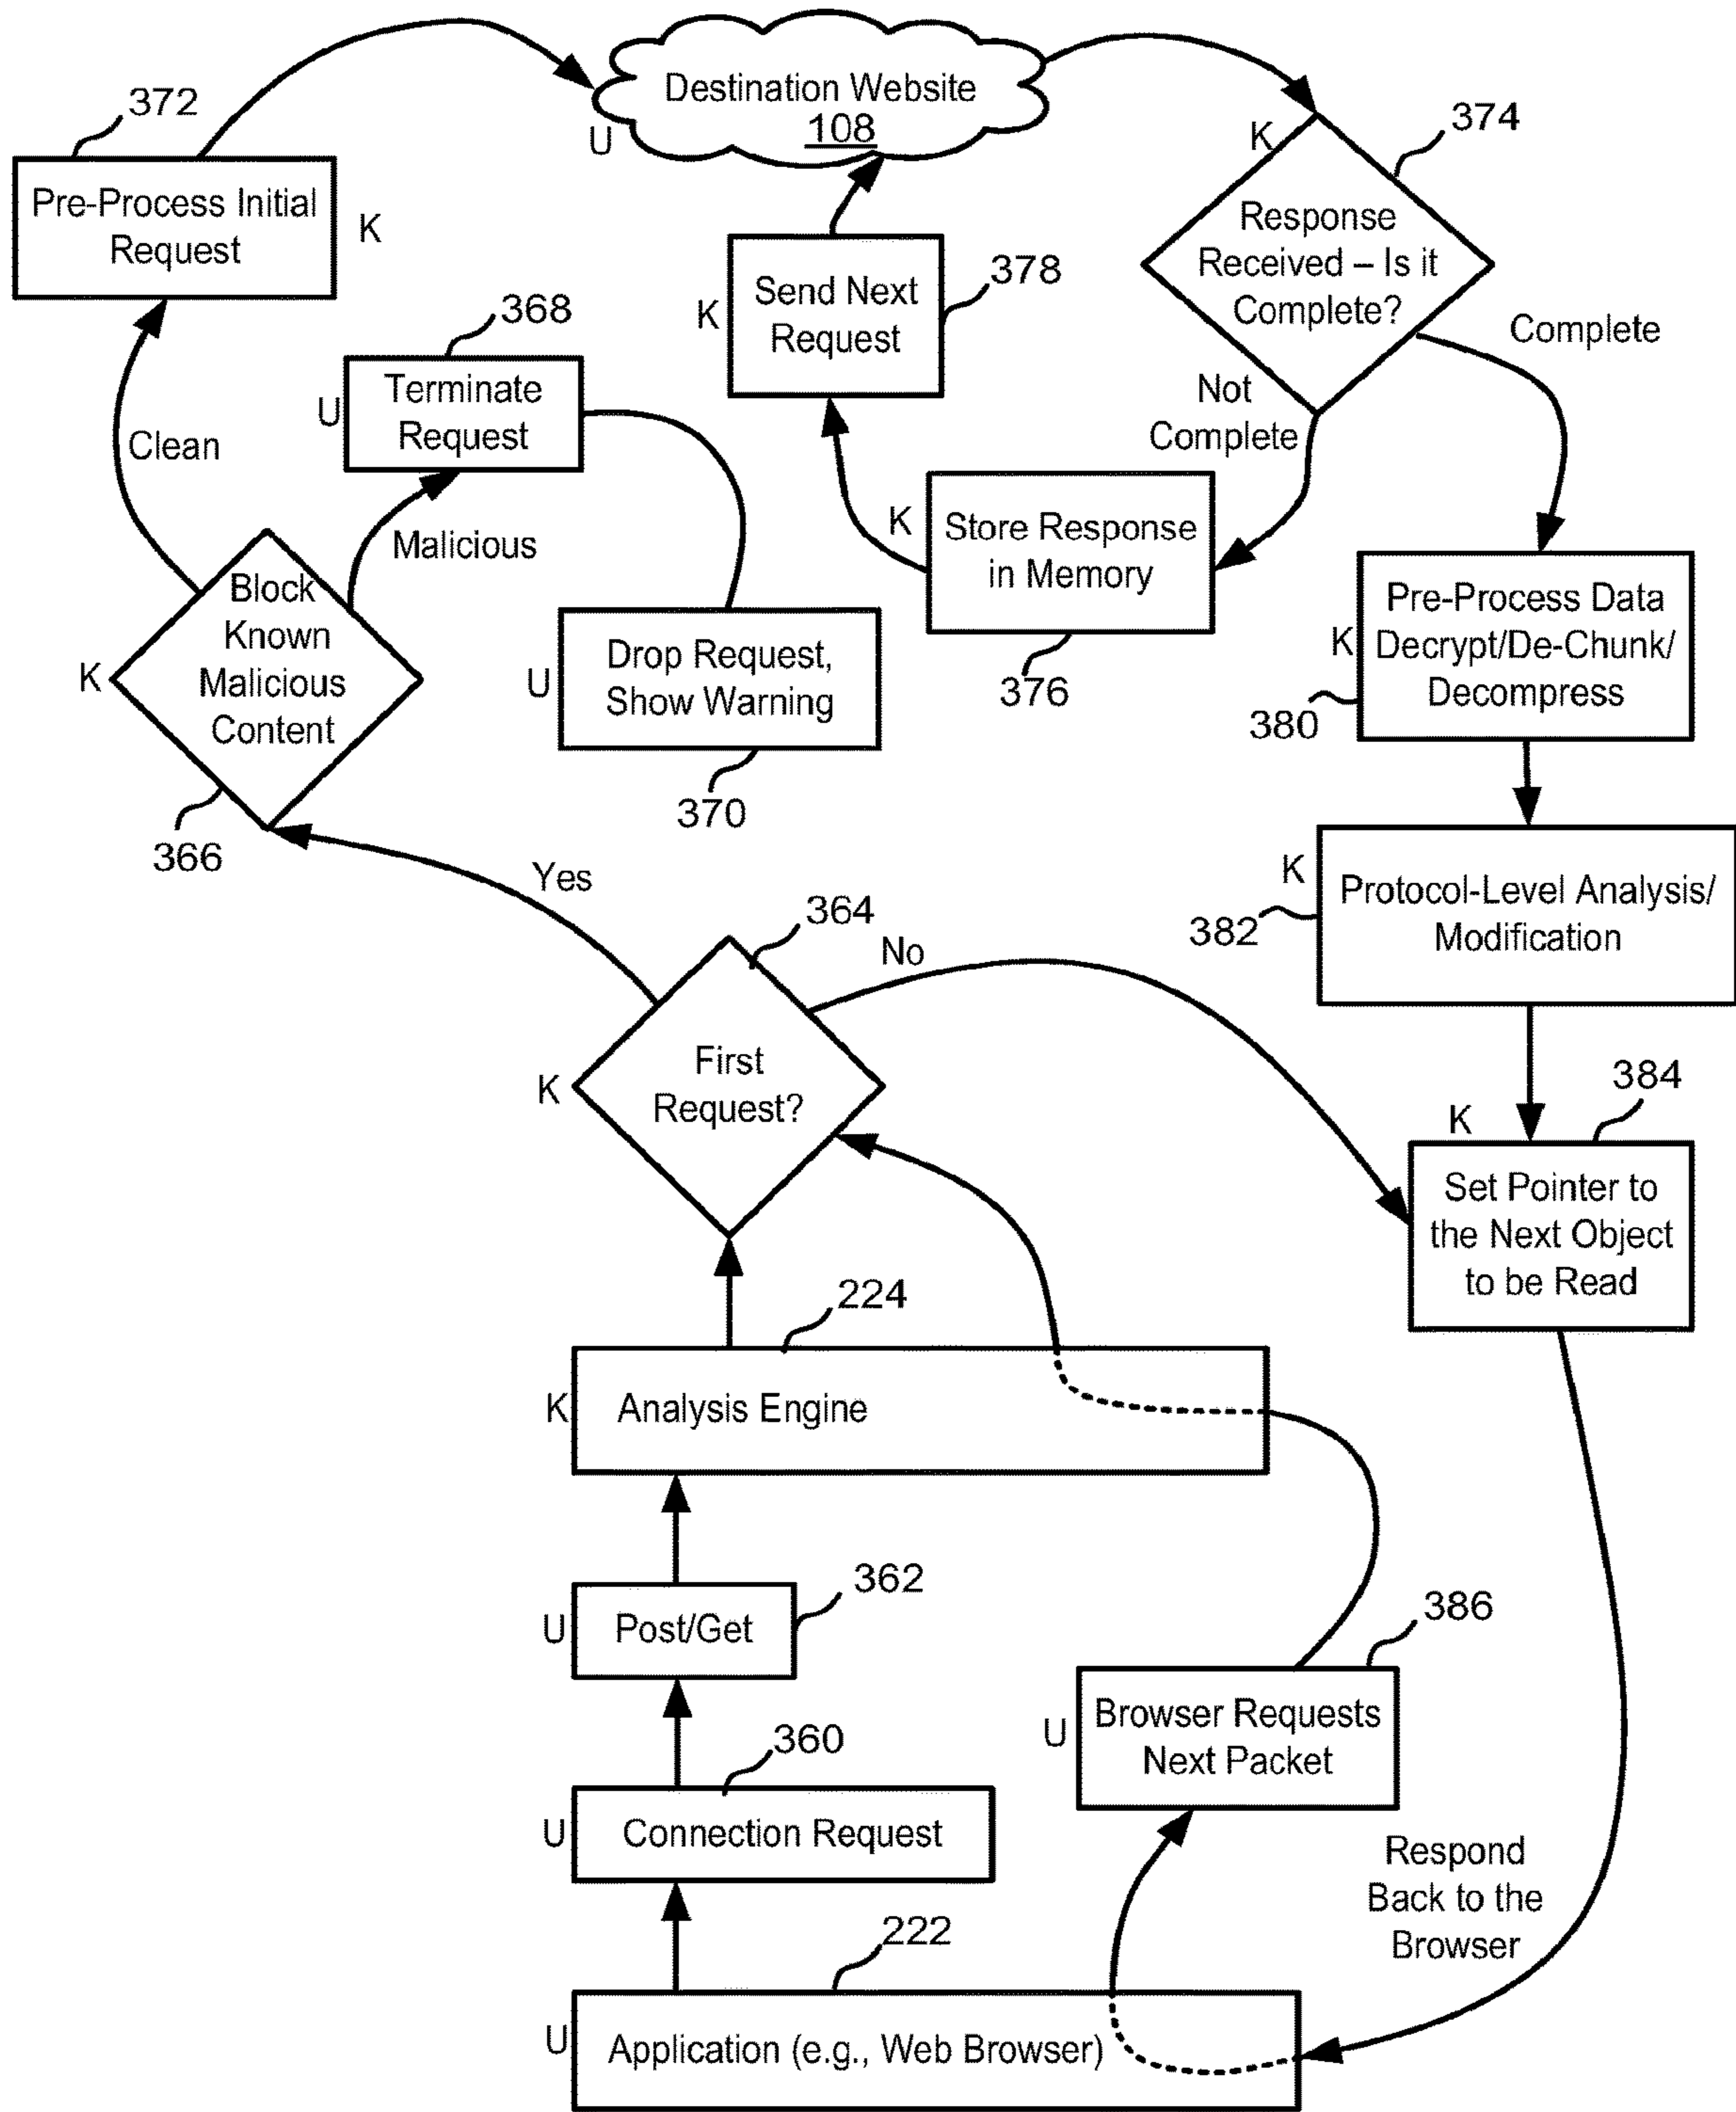 Destination Website
108
U
372
Pre-Process Initial
Request
K
K
374
Response
Received – Is it
Complete?
378
Send Next
Request
K
368
Terminate
Request
U
Complete
Not
Complete
Clean
Malicious
K
Store Response
in Memory
376
Block
Known
Malicious
Content
K
366
Drop Request,
Show Warning
U
370
Pre-Process Data
Decrypt/De-Chunk/
Decompress
K
380
Yes
364
No
K
Protocol-Level Analysis/
Modification
382
First
Request?
K
384
K
Set Pointer to
the Next Object
to be Read
224
K
Analysis Engine
362
U
Post/Get
386
U
Browser Requests
Next Packet
360
U
Connection Request
Respond
Back to the
Browser
222
U
Application (e.g., Web Browser)